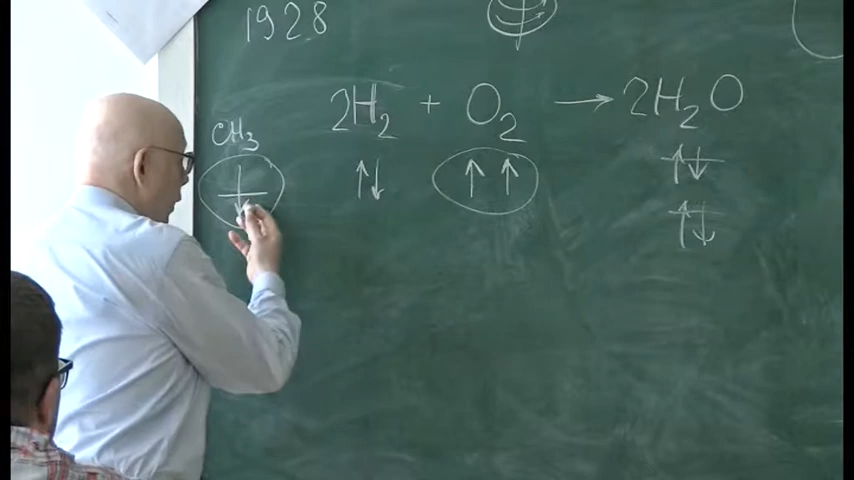 1928
2H₂ + O₂ → 2H₂O
CH₃
↑↓ ↑↑ ↑↓
↓
↑↓